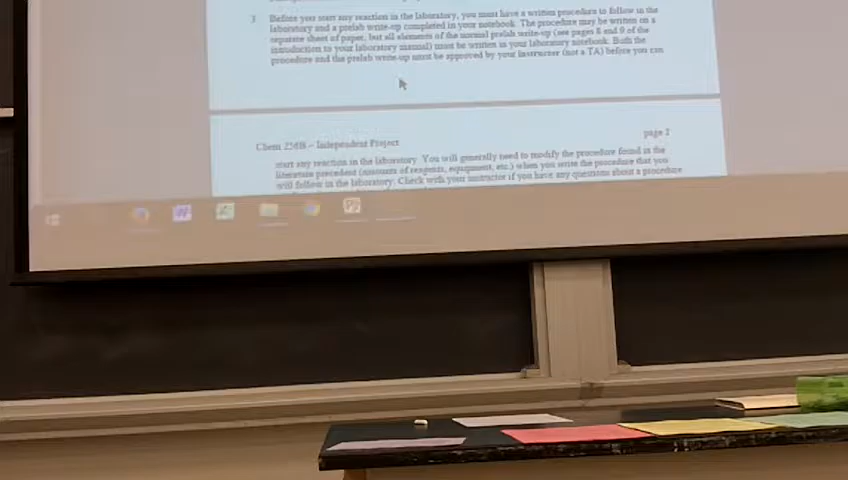 3 Before you start any reaction in the laboratory, you must have a written procedure to follow in the
laboratory and a prelab write-up completed in your notebook. The procedure may be written on a
separate sheet of paper, but all elements of the normal prelab write-up (see pages 8 and 9 of the
introduction to your laboratory manual) must be written in your laboratory notebook. Both the
procedure and the prelab write-up must be approved by your instructor (not a TA) before you can
Chem 238B – Independent Project
page 2
start any reaction in the laboratory. You will generally need to modify the procedure found in the
literature precedent (amounts of reagents, equipment, etc.) when you write the procedure that you
will follow in the laboratory. Check with your instructor if you have any questions about a procedure